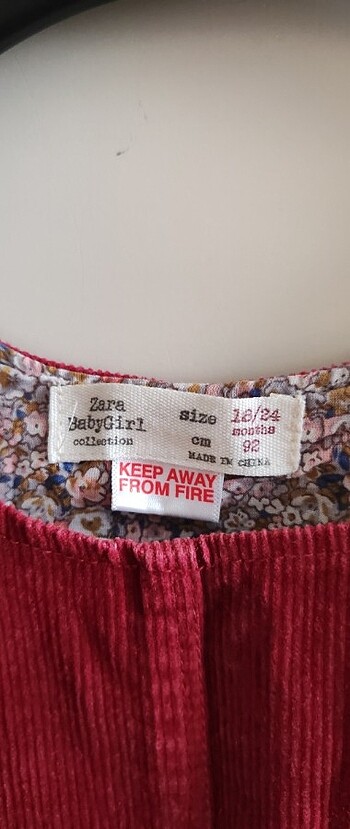 Zara
BabyGirl
collection
size 18/24
months
cm 92
MADE IN CHINA
KEEP AWAY
FROM FIRE